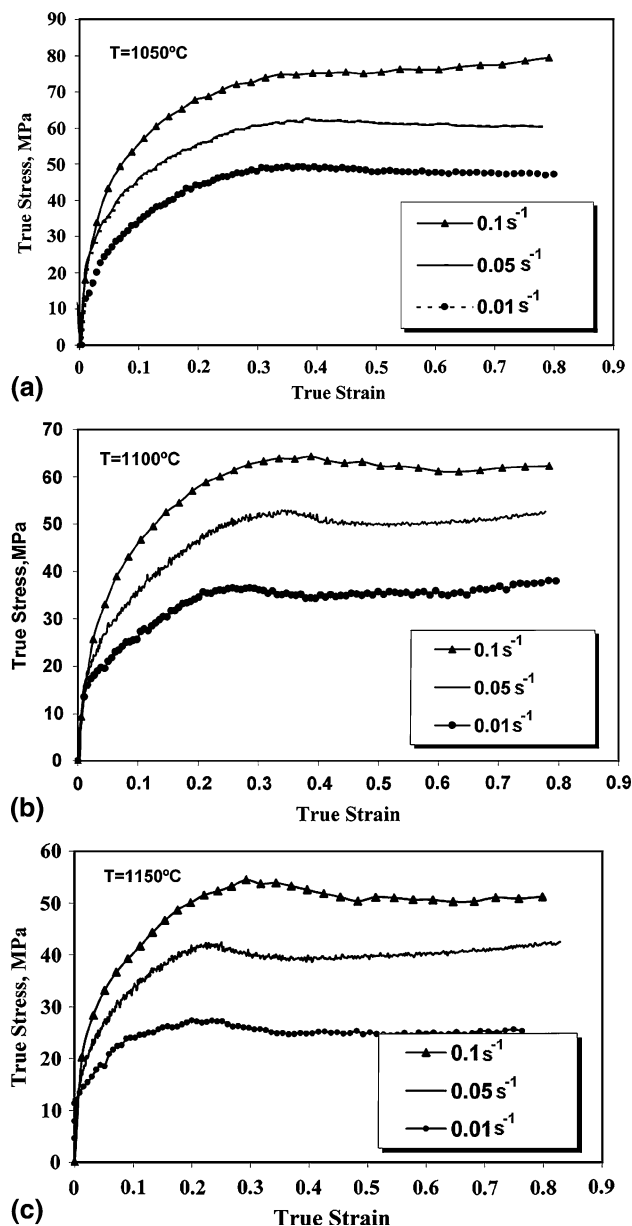 90
80
70
60
50
40
30
20
10
0
True Stress, MPa
T=1050ºC
0.1 s⁻¹
0.05 s⁻¹
0.01 s⁻¹
0 0.1 0.2 0.3 0.4 0.5 0.6 0.7 0.8 0.9
True Strain
(a)
70
60
50
40
30
20
10
0
True Stress,MPa
T=1100ºC
0.1 s⁻¹
0.05 s⁻¹
0.01 s⁻¹
0 0.1 0.2 0.3 0.4 0.5 0.6 0.7 0.8 0.9
True Strain
(b)
60
50
40
30
20
10
0
True Stress, MPa
T=1150ºC
0.1 s⁻¹
0.05 s⁻¹
0.01 s⁻¹
0 0.1 0.2 0.3 0.4 0.5 0.6 0.7 0.8 0.9
True Strain
(c)